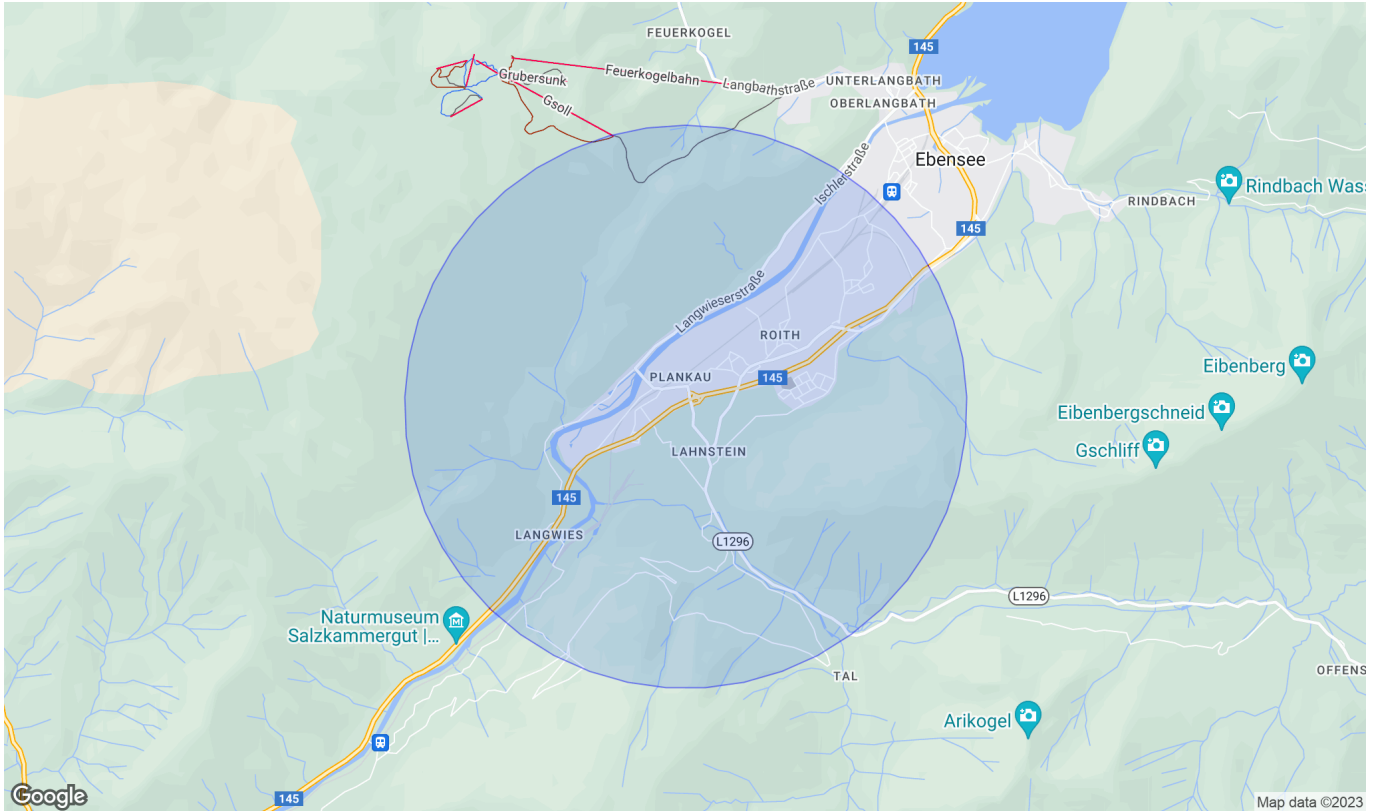 FEUERKOGEL
145
Grubersunk
Feuerkogelbahn
Langbathstraße
UNTERLANGBATH
Gsoll
OBERLANGBATH
Ischlerstraße
Ebensee
Rindbach Wass
RINDBACH
145
Langwieserstraße
ROITH
PLANKAU
145
Eibenberg
Eibenbergschneid
Gschliff
LAHNSTEIN
145
LANGWIES
L1296
L1296
Naturmuseum
Salzkammergut |...
TAL
OFFENS
Arikogel
145
Google
Map data ©2023